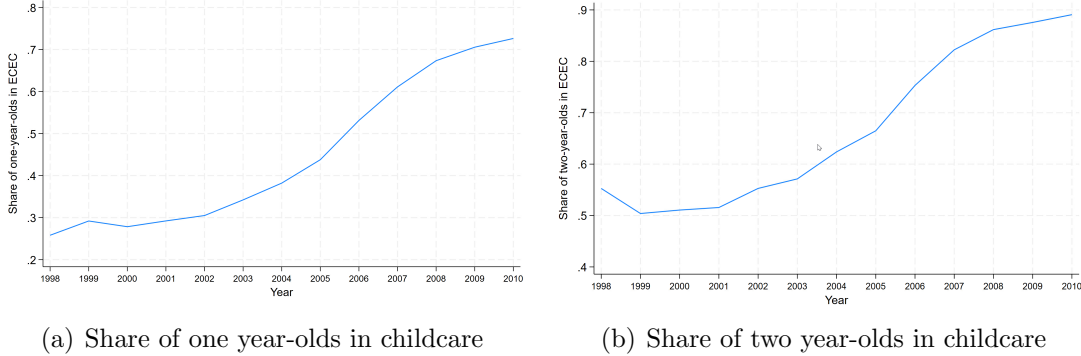 .8
.7
.6
.5
.4
.3
.2
Share of one-year-olds in ECEC
1998 1999 2000 2001 2002 2003 2004 2005 2006 2007 2008 2009 2010
Year
(a) Share of one year-olds in childcare
.9
.8
.7
.6
.5
.4
Share of two-year-olds in ECEC
1998 1999 2000 2001 2002 2003 2004 2005 2006 2007 2008 2009 2010
Year
(b) Share of two year-olds in childcare